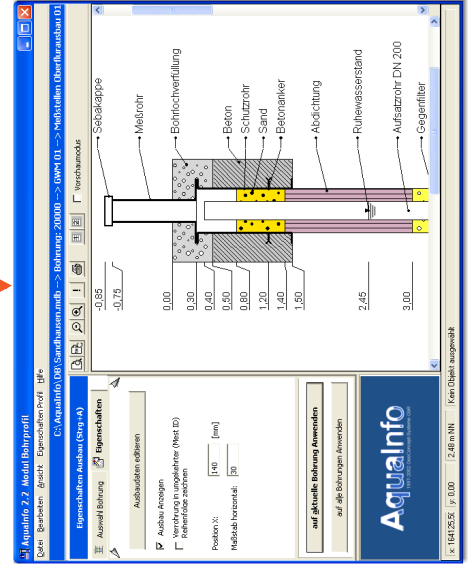 AquaInfo 2.2 Modul Bohrprofil
Datei Bearbeiten Ansicht Eigenschaften Profil Hilfe
C:\AquaInfo\DB\Sandhausen.mdb --> Bohrung: 20000 --> GWM 01 --> Meßstellen Oberflurausbau 01
Eigenschaften Ausbau (Strg+A)
Auswahl Bohrung Eigenschaften
Ausbaudaten editieren
Ausbau Anzeigen
Verrohrung in umgekehrter (Mest ID)
Reihenfolge zeichnen
Position X: 140 [mm]
Maßstab horizontal: 30
auf aktuelle Bohrung Anwenden
auf alle Bohrungen Anwenden
AquaInfo
Vorschaumodus
-0,85
-0,75
0,00
0,30
0,40
0,50
0,80
1,20
1,40
1,50
2,45
3,00
Sebakappe
Meßrohr
Bohrlochverfüllung
Beton
Schutzrohr
Sand
Betonanker
Abdichtung
Ruhewasserstand
Aufsatzrohr DN 200
Gegenfilter
y: 0,00 2,48 m NN Kein Objekt ausgewählt